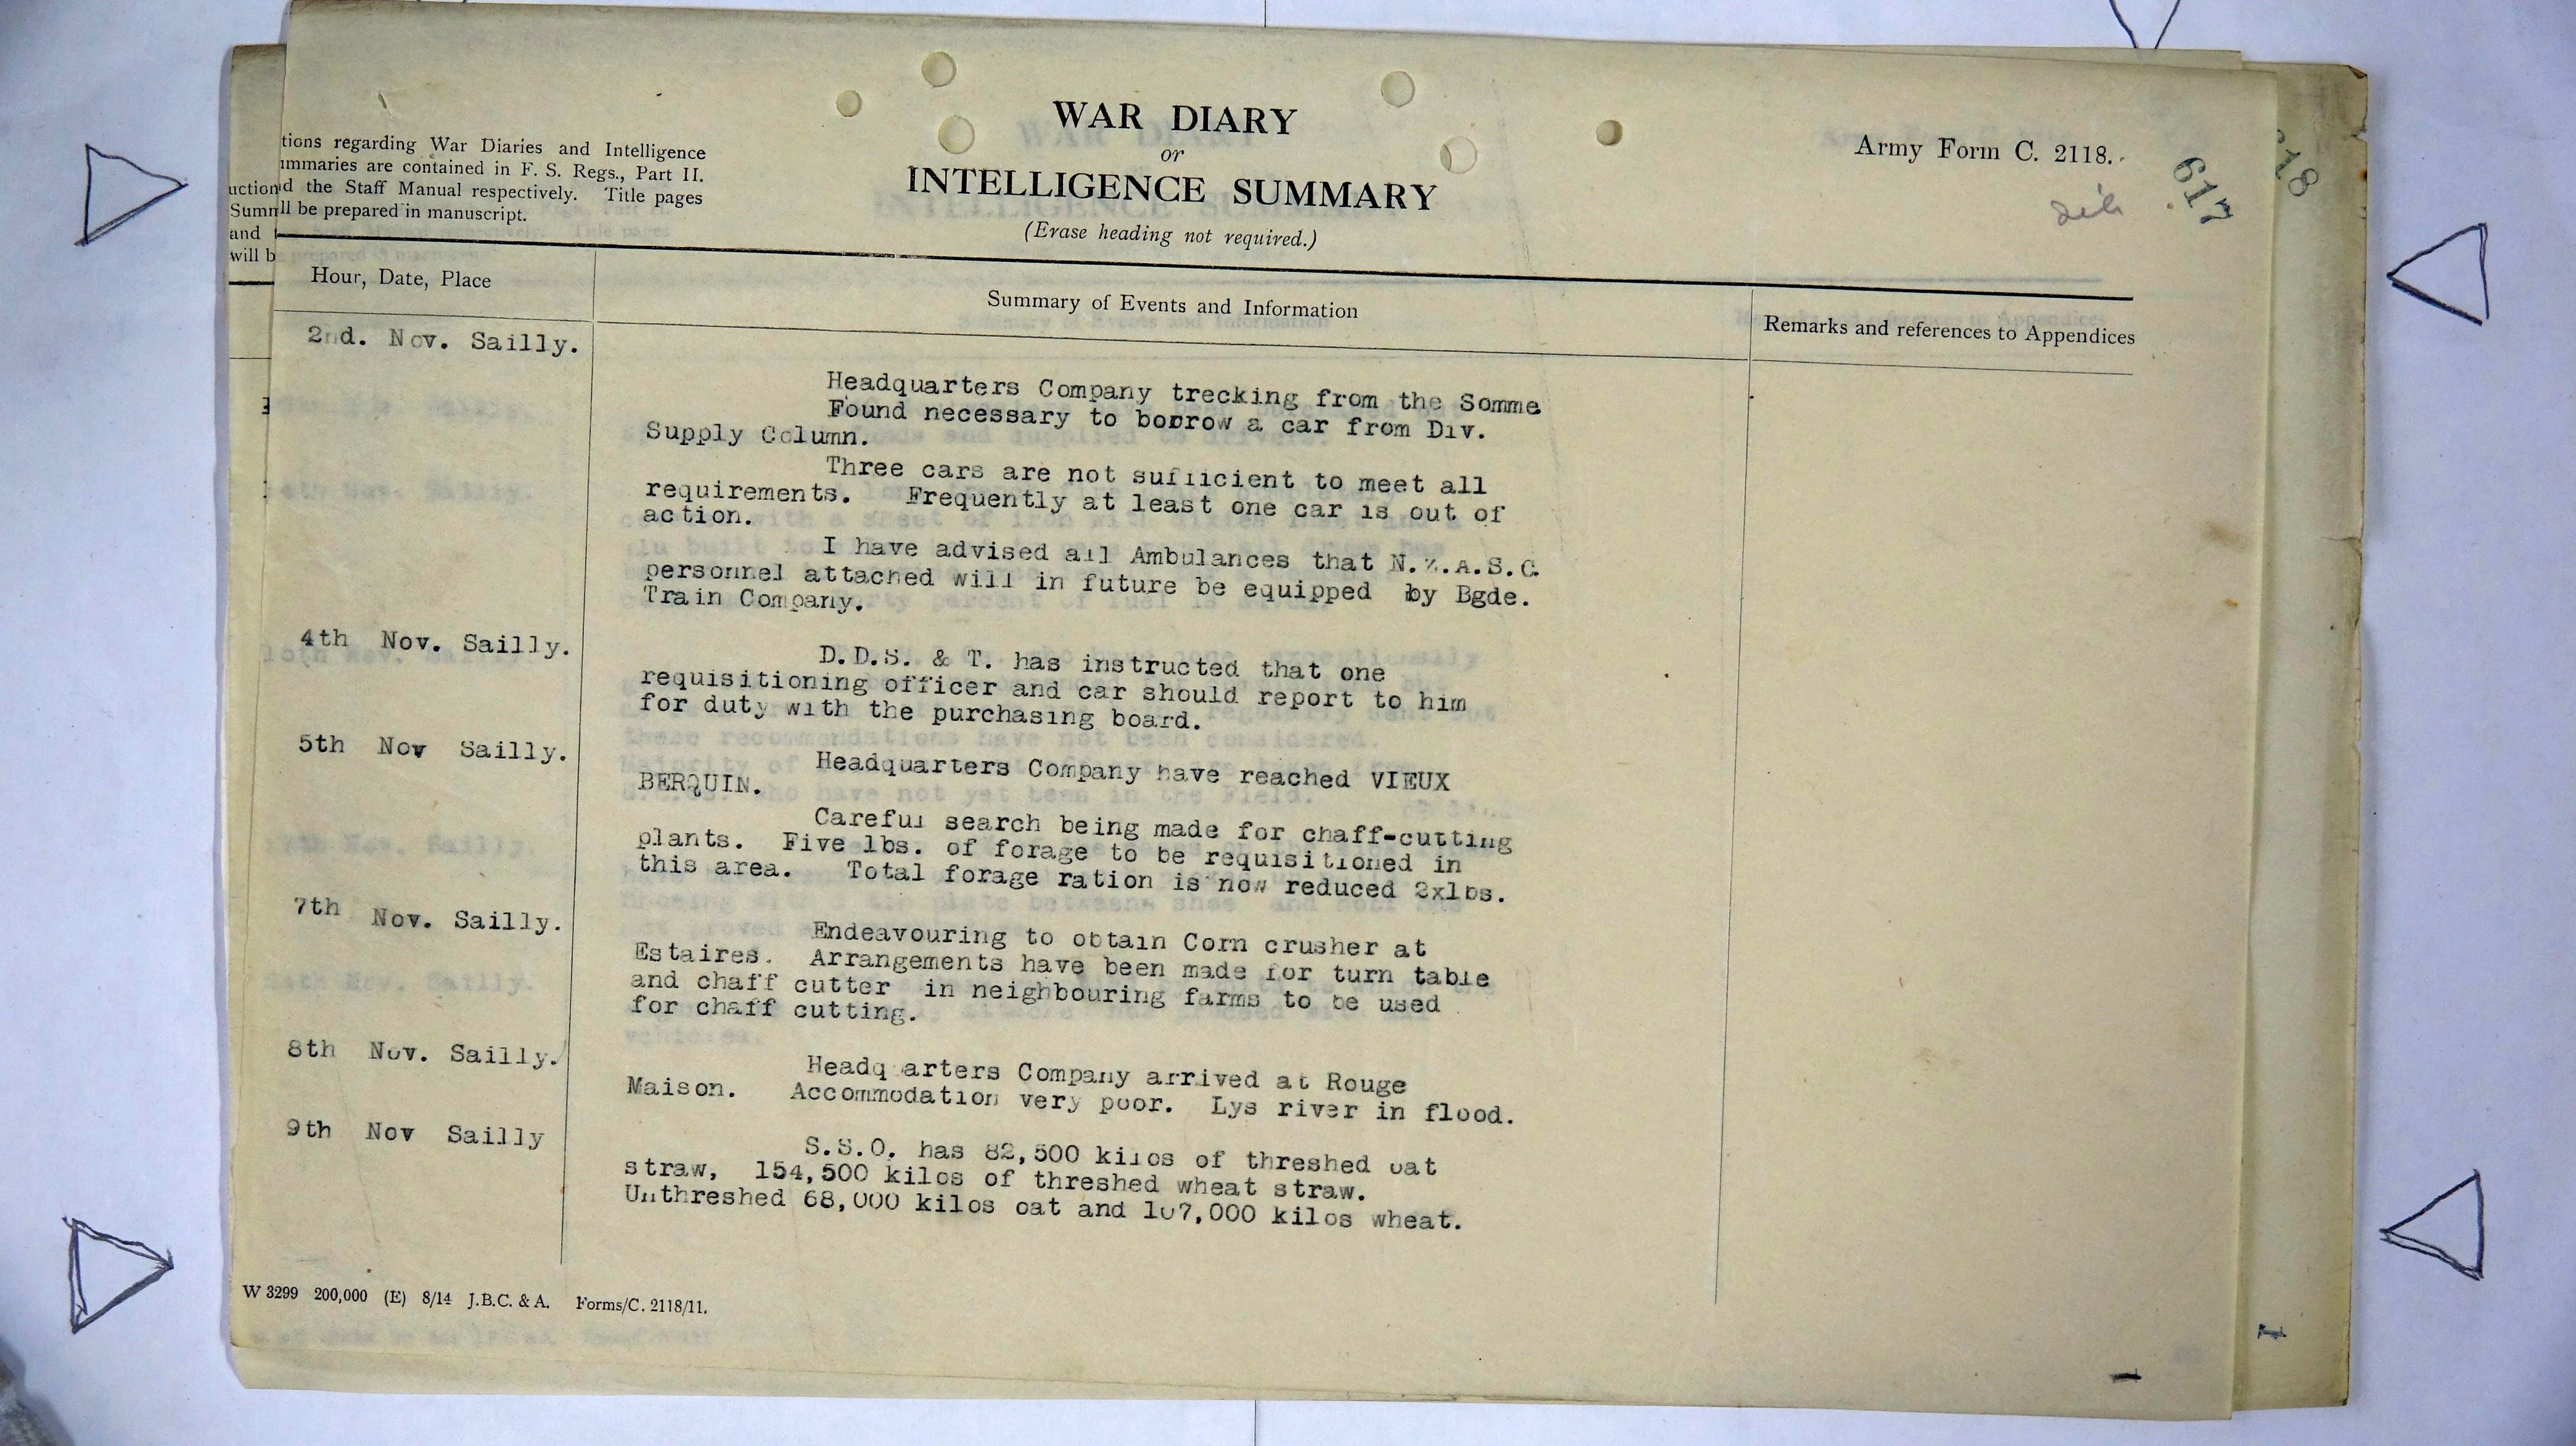 WAR DIARY
or
INTELLIGENCE SUMMARY
(Erase heading not required.)
Army Form C. 2118.
617
18
tions regarding War Diaries and Intelligence
mmaries are contained in F. S. Regs., Part II.
d the Staff Manual respectively. Title pages
ll be prepared in manuscript.
uction
Summ
and
will b
Hour, Date, Place
Summary of Events and Information
Remarks and references to Appendices
2nd. Nov. Sailly.
Headquarters Company trecking from the Somme
Found necessary to borrow a car from Div.
Supply Column.
Three cars are not sufficient to meet all
requirements. Frequently at least one car is out of
action.
I have advised all Ambulances that N.Z.A.S.C.
personnel attached will in future be equipped by Bgde.
Train Company.
4th Nov. Sailly.
D.D.S. & T. has instructed that one
requisitioning officer and car should report to him
for duty with the purchasing board.
5th Nov Sailly.
Headquarters Company have reached VIEUX
BERQUIN.
Careful search being made for chaff-cutting
plants. Five lbs. of forage to be requisitioned in
this area. Total forage ration is now reduced 2xlbs.
7th Nov. Sailly.
Endeavouring to obtain Corn crusher at
Estaires. Arrangements have been made for turn table
and chaff cutter in neighbouring farms to be used
for chaff cutting.
8th Nov. Sailly.
Headq arters Company arrived at Rouge
Maison. Accommodation very poor. Lys river in flood.
9th Nov Sailly
S.S.O. has 82,500 kilos of threshed oat
straw, 154,500 kilos of threshed wheat straw.
Unthreshed 68,000 kilos oat and 107,000 kilos wheat.
W 3299 200,000 (E) 8/14 J.B.C. & A. Forms/C. 2118/11.